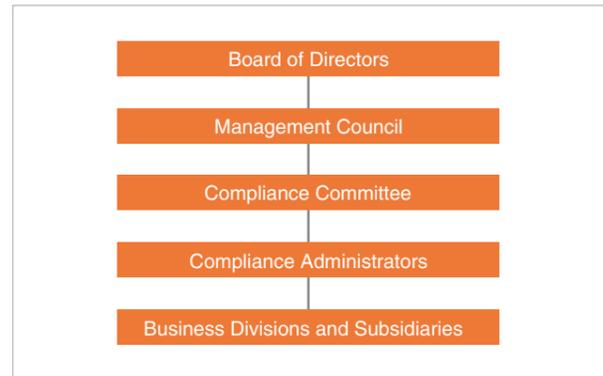 Board of Directors
Management Council
Compliance Committee
Compliance Administrators
Business Divisions and Subsidiaries